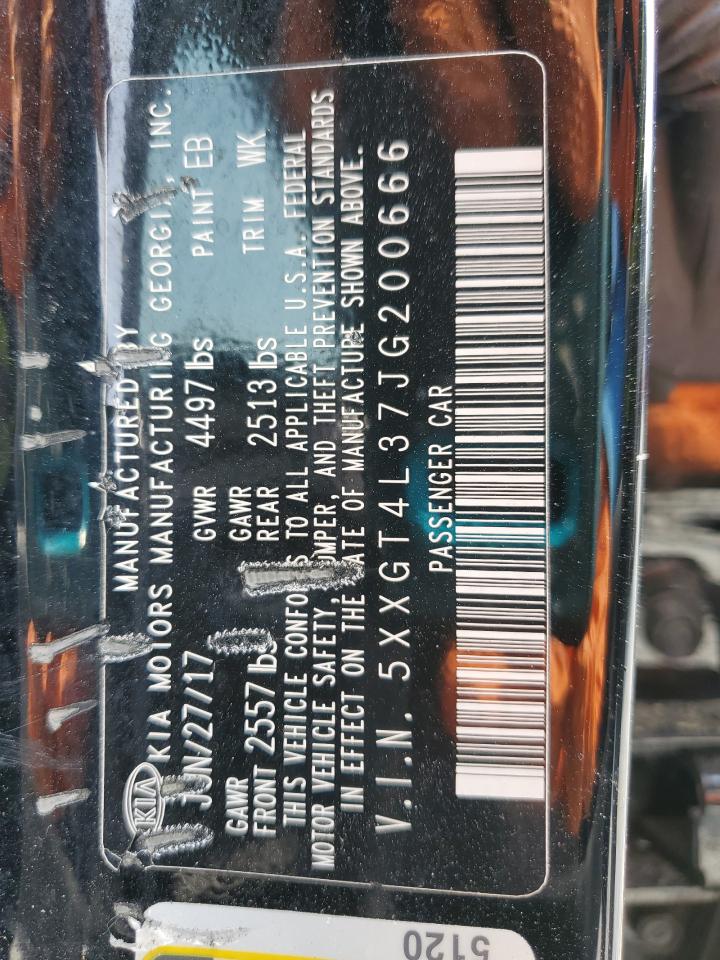 KIA
MANUFACTURED BY
KIA MOTORS MANUFACTURING GEORGIA, INC.
JUN/27/17 GVWR 4497 lbs PAINT EB
GAWR FRONT 2557 lbs GAWR REAR 2513 lbs TRIM WK
THIS VEHICLE CONFORMS TO ALL APPLICABLE U.S.A. FEDERAL
MOTOR VEHICLE SAFETY, BUMPER, AND THEFT PREVENTION STANDARDS
IN EFFECT ON THE DATE OF MANUFACTURE SHOWN ABOVE.
V.I.N. 5XXGT4L37JG200666
PASSENGER CAR
5120